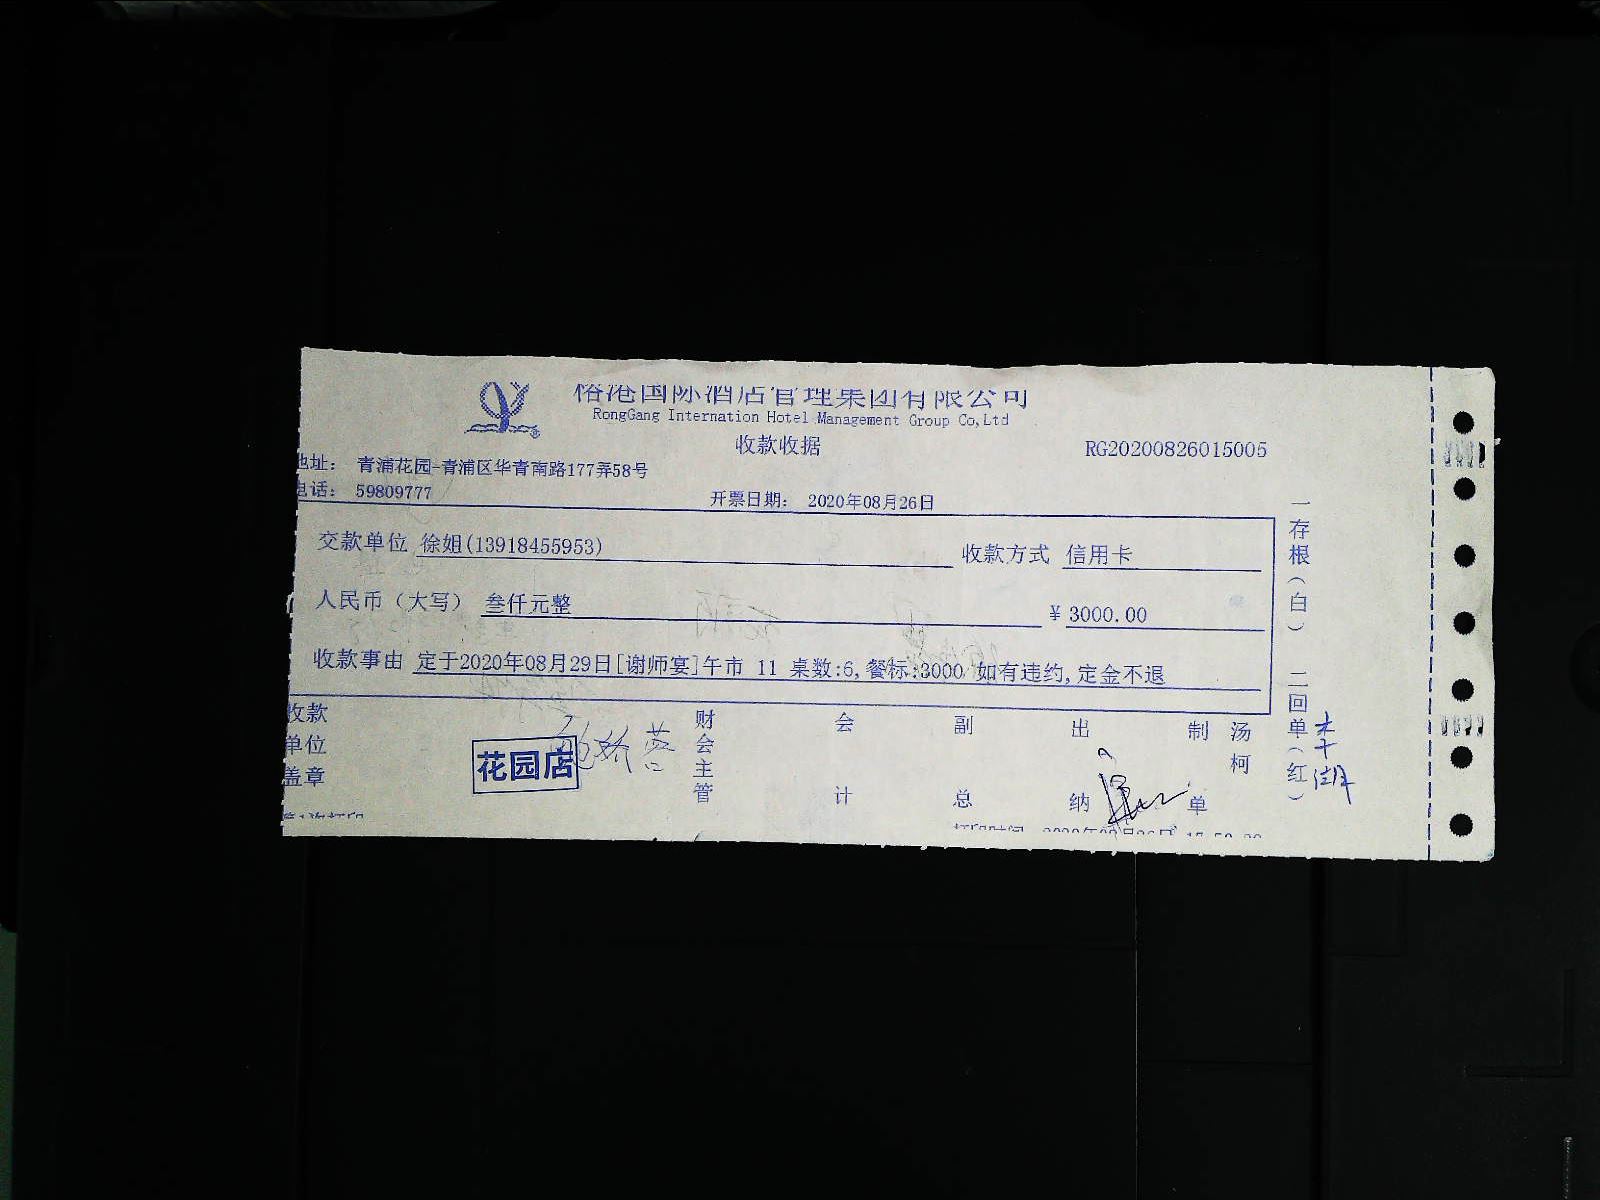 榕港国际酒店管理集团有限公司
RongGang Internation Hotel Management Group Co,Ltd
收款收据
RG20200826015005
地址： 青浦花园-青浦区华青南路177弄58号
电话： 59809777
开票日期： 2020年08月26日
交款单位 徐姐(13918455953)
收款方式 信用卡
人民币（大写） 叁仟元整
¥ 3000.00
收款事由 定于2020年08月29日[谢师宴]午市 11 桌数:6,餐标:3000 如有违约,定金不退
收款单位盖章
花园店
财会主管
会计
副总
出纳
制单
汤柯
一存根（白） 二回单（红）